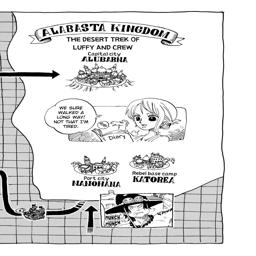 ALABASTA KINGDOM
THE DESERT TREK OF
LUFFY AND CREW
Capital city
ALUBARNA
WE SURE
WALKED A
LONG WAY!
NOT THAT I'M
TIRED.
Diary
Port city
NANOHANA
Rebel base camp
KATOREA
MUNCH
MUNCH